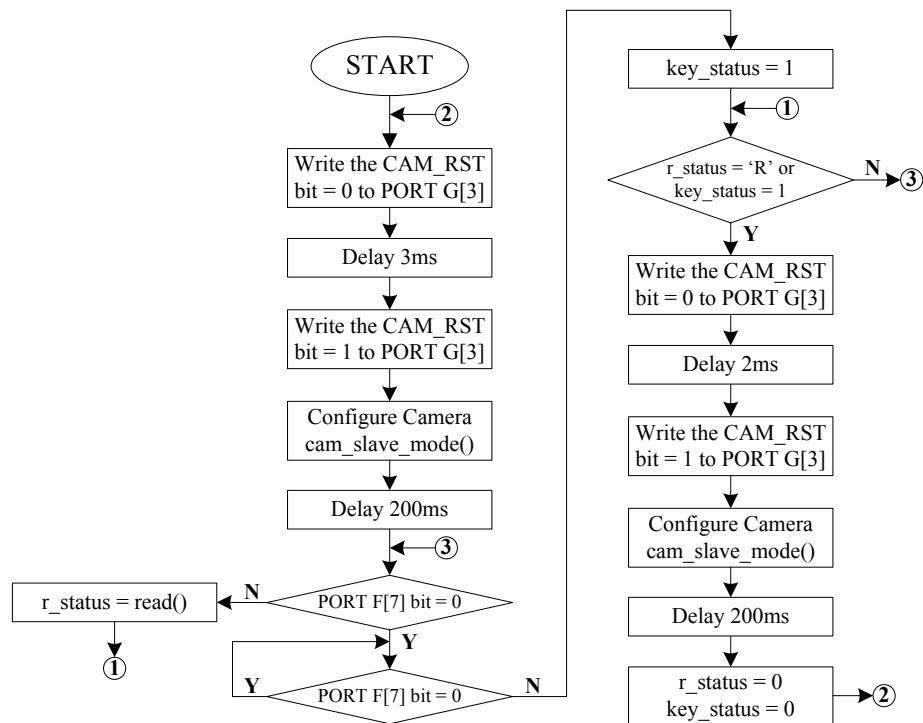 START
②
Write the CAM_RST
bit = 0 to PORT G[3]
Delay 3ms
Write the CAM_RST
bit = 1 to PORT G[3]
Configure Camera
cam_slave_mode()
Delay 200ms
③
PORT F[7] bit = 0
N
r_status = read()
①
Y
PORT F[7] bit = 0
Y
N
key_status = 1
①
r_status = ‘R’ or
key_status = 1
N
③
Y
Write the CAM_RST
bit = 0 to PORT G[3]
Delay 2ms
Write the CAM_RST
bit = 1 to PORT G[3]
Configure Camera
cam_slave_mode()
Delay 200ms
r_status = 0
key_status = 0
②